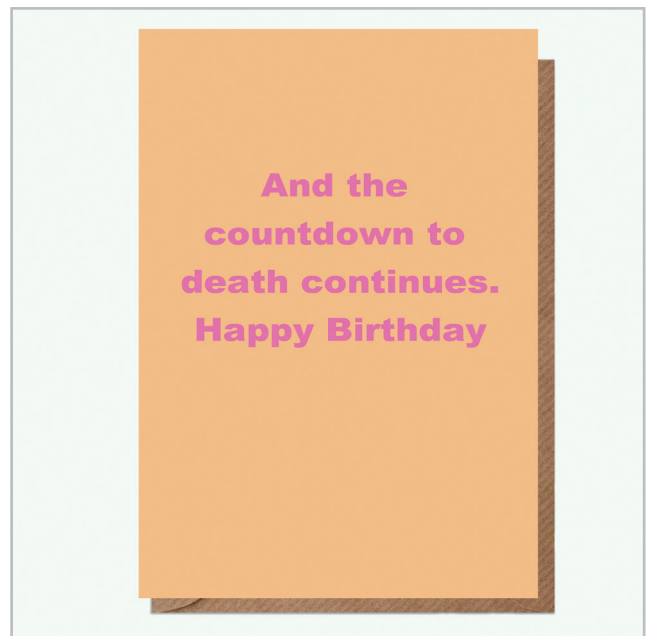 And the
countdown to
death continues.
Happy Birthday